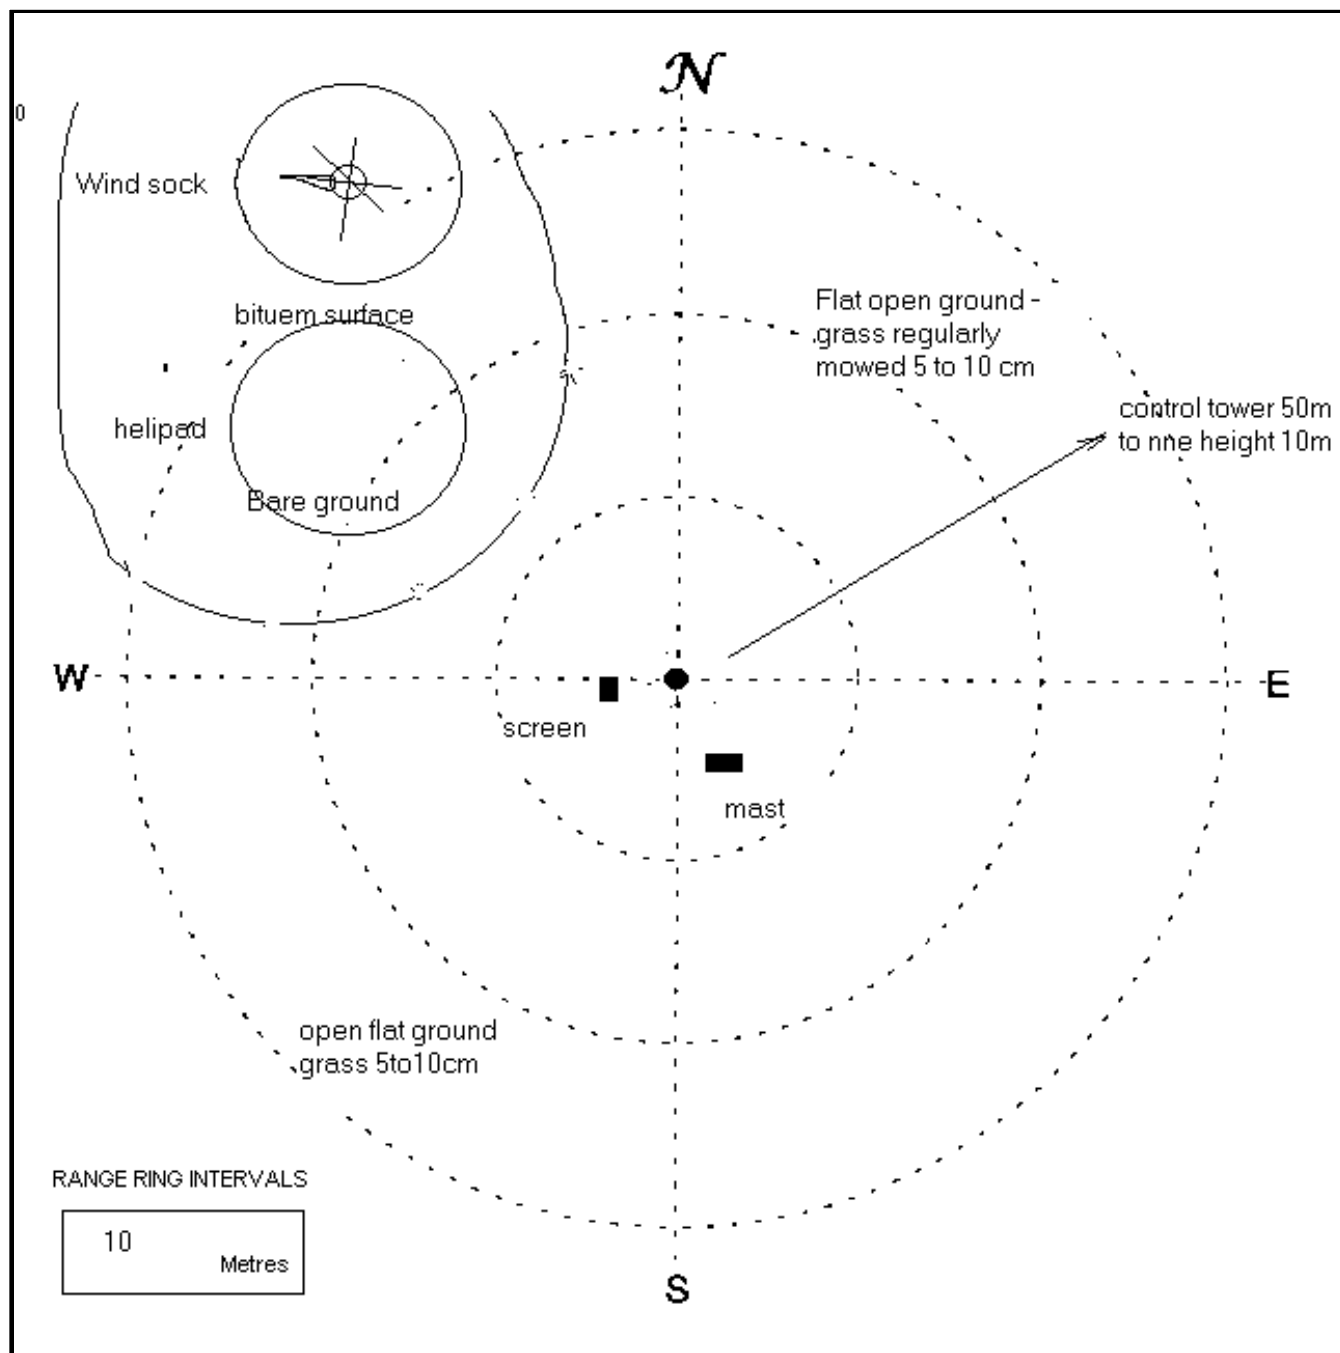 N
0
Wind sock
bituem surface
Flat open ground -
grass regularly
mowed 5 to 10 cm
control tower 50m
to nne height 10m
helipad
Bare ground
W
E
screen
mast
open flat ground
grass 5to10cm
RANGE RING INTERVALS
10
Metres
S